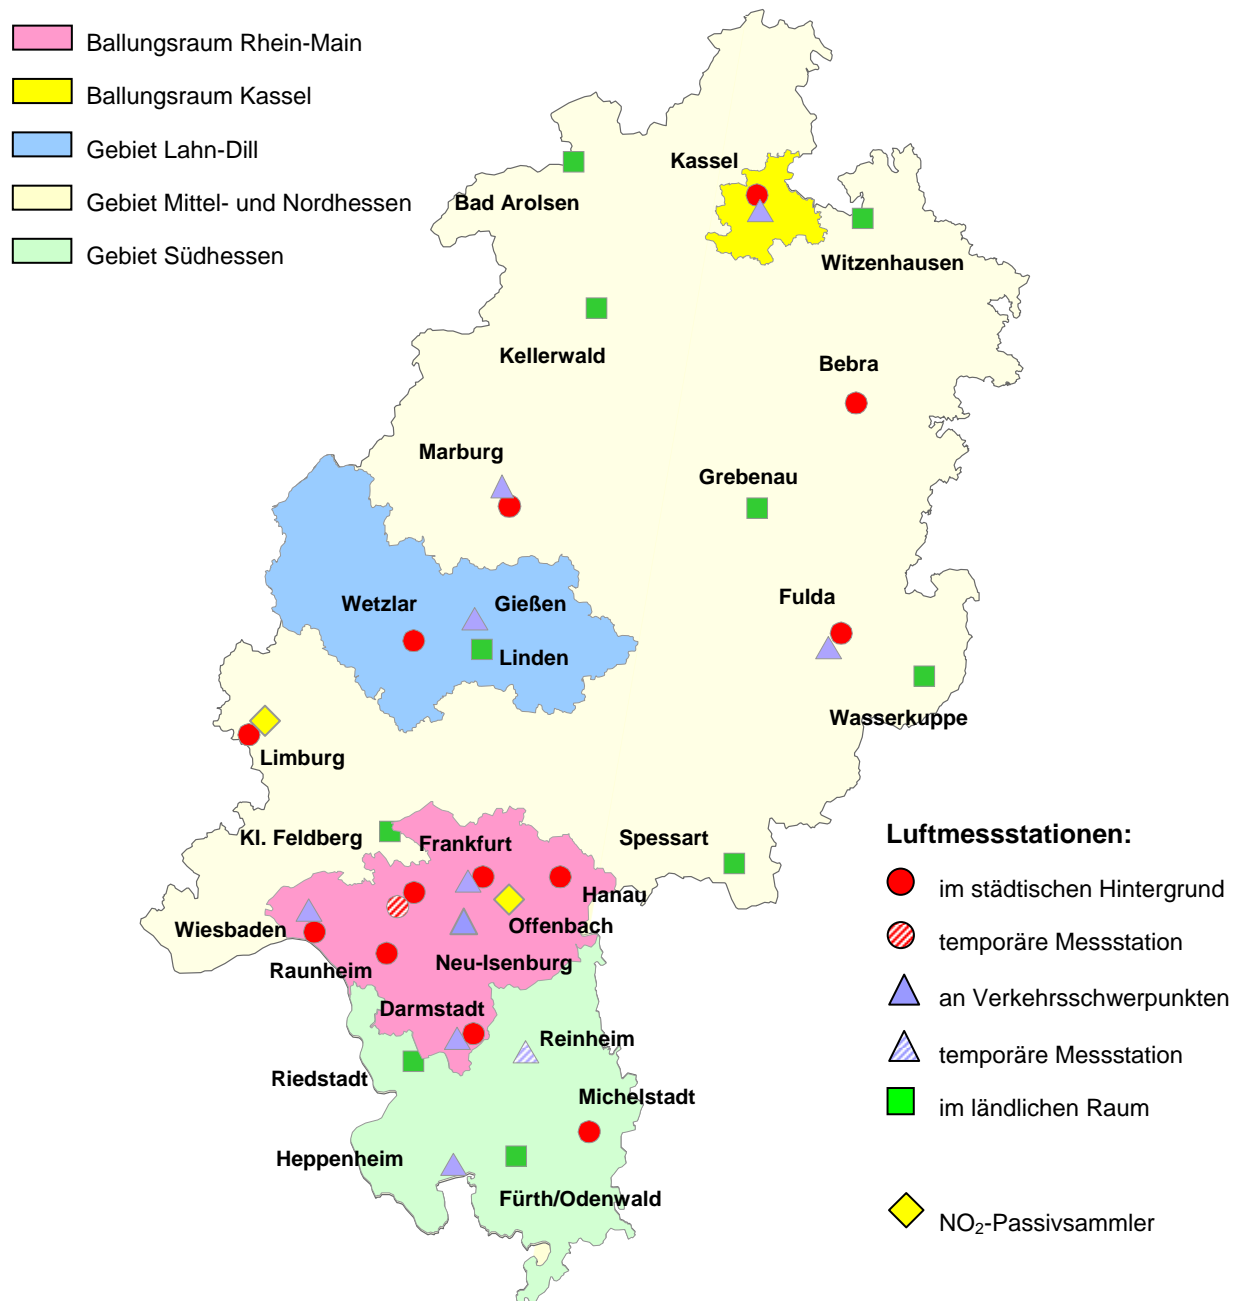 Ballungsraum Rhein-Main
Ballungsraum Kassel
Gebiet Lahn-Dill
Gebiet Mittel- und Nordhessen
Gebiet Südhessen
Kassel
Bad Arolsen
Witzenhausen
Kellerwald
Bebra
Marburg
Grebenau
Wetzlar
Gießen
Fulda
Linden
Wasserkuppe
Limburg
Kl. Feldberg
Frankfurt
Spessart
Hanau
Wiesbaden
Offenbach
Raunheim
Neu-Isenburg
Darmstadt
Reinheim
Riedstadt
Michelstadt
Heppenheim
Fürth/Odenwald
Luftmessstationen:
im städtischen Hintergrund
temporäre Messstation
an Verkehrsschwerpunkten
temporäre Messstation
im ländlichen Raum
NO₂-Passivsammler